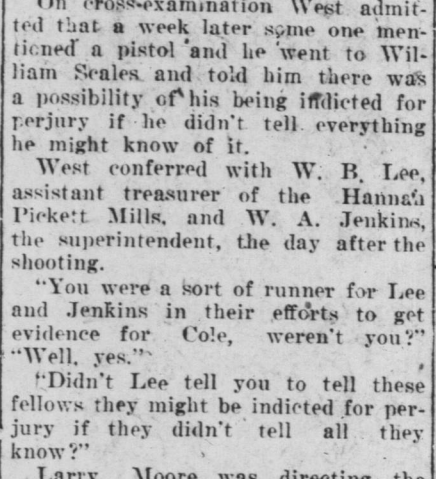 On cross-examination West admit-
ted that a week later some one men-
tioned a pistol and he went to Wil-
liam Scales and told him there was
a possibility of his being indicted for
perjury if he didn't tell everything
he might know of it.
West conferred with W. B. Lee,
assistant treasurer of the Hannah
Pickett Mills, and W. A. Jenkins,
the superintendent, the day after the
shooting.
"You were a sort of runner for Lee
and Jenkins in their efforts to get
evidence for Cole, weren't you?"
"Well, yes."
"Didn't Lee tell you to tell these
fellows they might be indicted for per-
jury if they didn't tell all they
know?"
Larry Moore was directing the